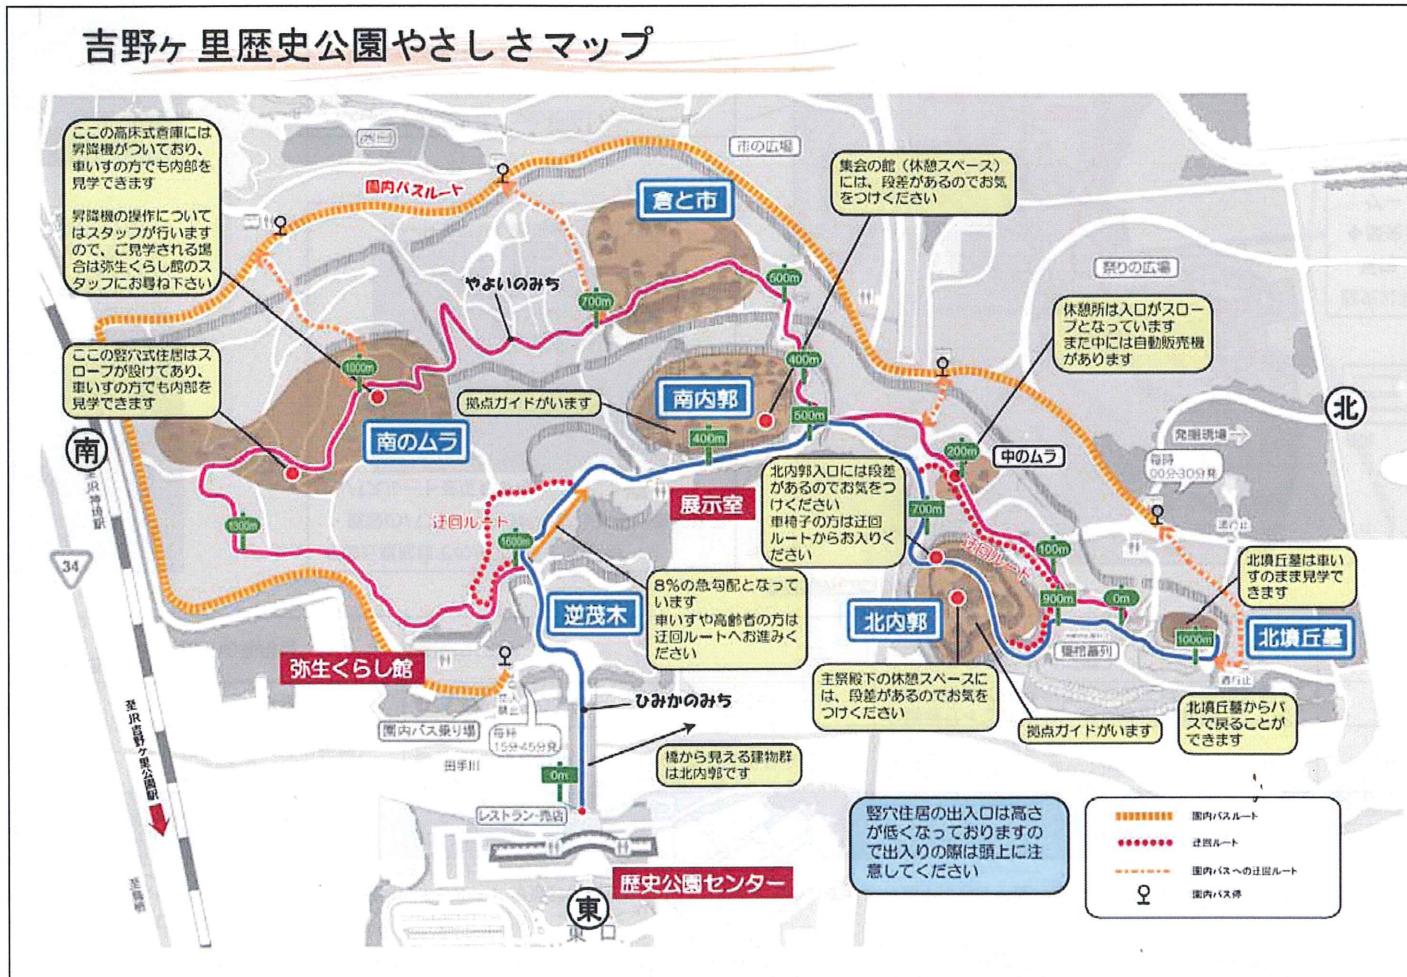 吉野ヶ里歴史公園やさしさマップ
ここの高床式倉庫には
昇降機がついており、
車いすの方でも内部を
見学できます
昇降機の操作について
はスタッフが行います
ので、ご見学される場
合は弥生くらし館のス
タッフにお尋ね下さい
ここの竪穴式住居はス
ロープが設けてあり、
車いすの方でも内部を
見学できます
園内バスルート
市の広場
倉と市
集会の館（休憩スペース）
には、段差があるのでお気
をつけください
祭りの広場
やよいのみち
700m
500m
休憩所は入口がスロー
プとなっています
また中には自動販売機
があります
1000m
400m
拠点ガイドがいます
南内郭
400m
500m
南
南のムラ
北
発掘現場
毎時
00分・30分発
200m
中のムラ
至JR神埼駅
展示室
北内郭入口には段差
があるのでお気をつ
けください
車椅子の方は迂回
ルートからお入りく
ださい
700m
1300m
迂回ルート
1600m
迂回ルート
100m
通行止
34
8%の急勾配となって
います
車いすや高齢者の方は
迂回ルートへお進みく
ださい
北墳丘墓は車い
すのまま見学で
きます
逆茂木
北内郭
900m
0m
甕棺墓列
1000m
北墳丘墓
通行止
弥生くらし館
ひみかのみち
主祭殿下の休憩スペースに
は、段差があるのでお気を
つけください
拠点ガイドがいます
北墳丘墓からバ
スで戻ることが
できます
園内バス乗り場
毎時
15分・45分発
田手川
橋から見える建物群
は北内郭です
0m
至JR吉野ヶ里公園駅
レストラン・売店
竪穴住居の出入口は高さ
が低くなっておりますの
で出入りの際は頭上に注
意してください
園内バスルート
迂回ルート
園内バスへの迂回ルート
園内バス停
歴史公園センター
至鳥栖
東
東口